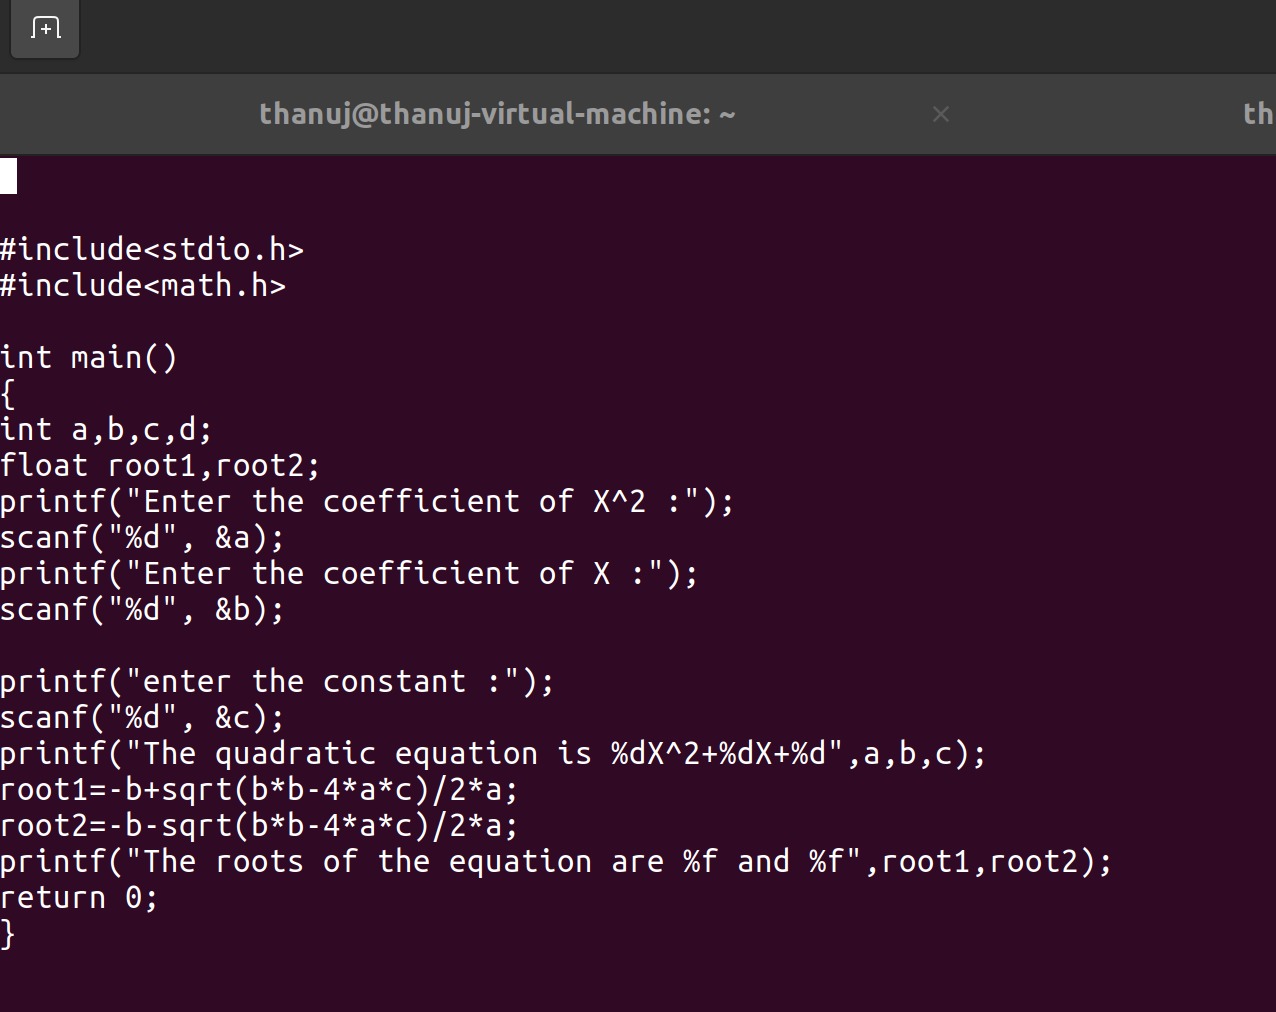 thanuj@thanuj-virtual-machine: ~ × th
#include<stdio.h>
#include<math.h>
int main()
{
int a,b,c,d;
float root1,root2;
printf("Enter the coefficient of X^2 :");
scanf("%d", &a);
printf("Enter the coefficient of X :");
scanf("%d", &b);
printf("enter the constant :");
scanf("%d", &c);
printf("The quadratic equation is %dX^2+%dX+%d",a,b,c);
root1=-b+sqrt(b*b-4*a*c)/2*a;
root2=-b-sqrt(b*b-4*a*c)/2*a;
printf("The roots of the equation are %f and %f",root1,root2);
return 0;
}